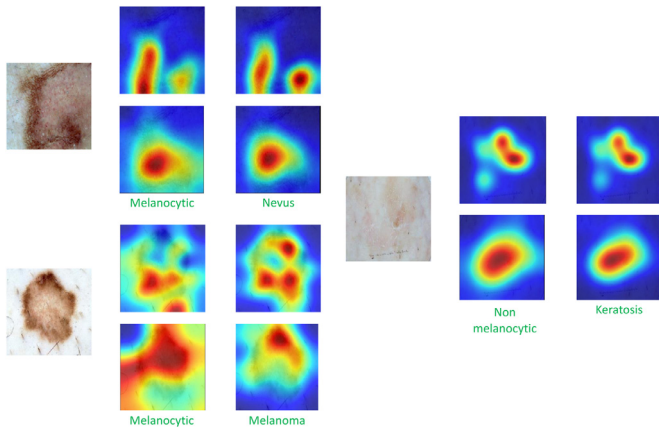 Melanocytic
Nevus
Melanocytic
Melanoma
Non
melanocytic
Keratosis